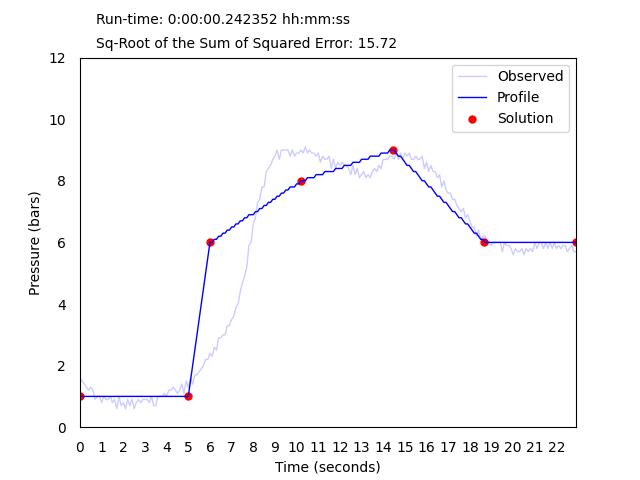 Run-time: 0:00:00.242352 hh:mm:ss
Sq-Root of the Sum of Squared Error: 15.72
12
10
8
6
4
2
0
Pressure (bars)
Observed
Profile
Solution
0 1 2 3 4 5 6 7 8 9 10 11 12 13 14 15 16 17 18 19 20 21 22
Time (seconds)